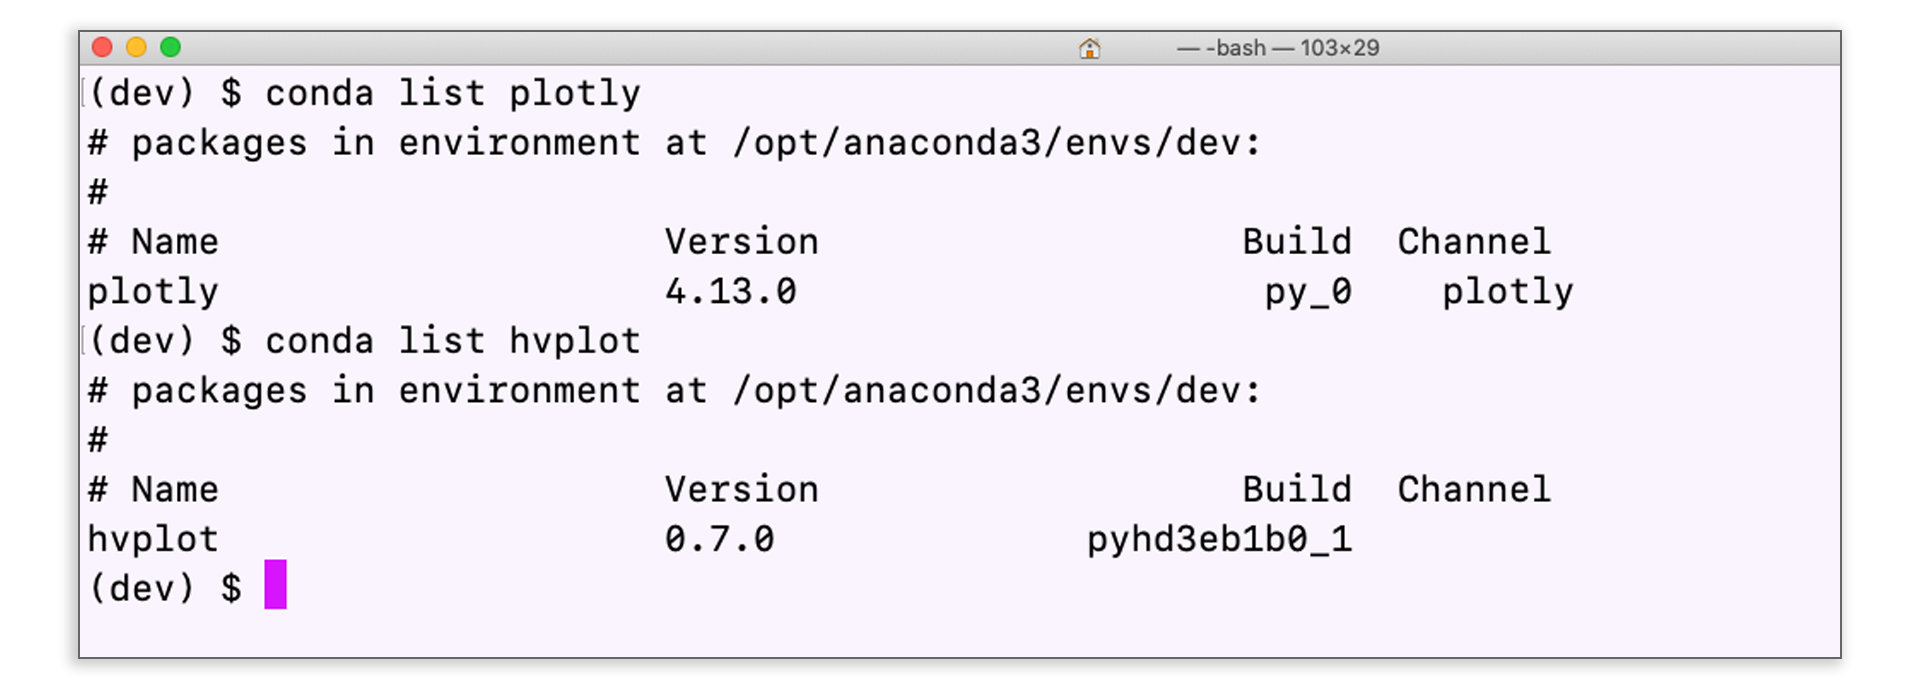 — -bash — 103×29
(dev) $ conda list plotly
# packages in environment at /opt/anaconda3/envs/dev:
#
# Name                    Version                   Build  Channel
plotly                    4.13.0                     py_0    plotly
(dev) $ conda list hvplot
# packages in environment at /opt/anaconda3/envs/dev:
#
# Name                    Version                   Build  Channel
hvplot                    0.7.0              pyhd3eb1b0_1
(dev) $